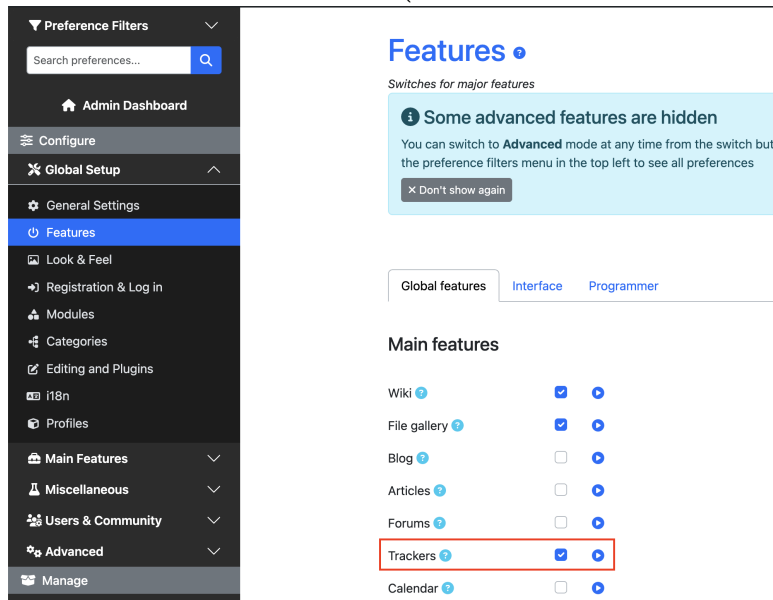 Preference Filters
Search preferences...
Admin Dashboard
Configure
Global Setup
General Settings
Features
Look & Feel
Registration & Log in
Modules
Categories
Editing and Plugins
i18n
Profiles
Main Features
Miscellaneous
Users & Community
Advanced
Manage
Features
Switches for major features
Some advanced features are hidden
You can switch to Advanced mode at any time from the switch but
the preference filters menu in the top left to see all preferences
× Don't show again
Global features Interface Programmer
Main features
Wiki
File gallery
Blog
Articles
Forums
Trackers
Calendar